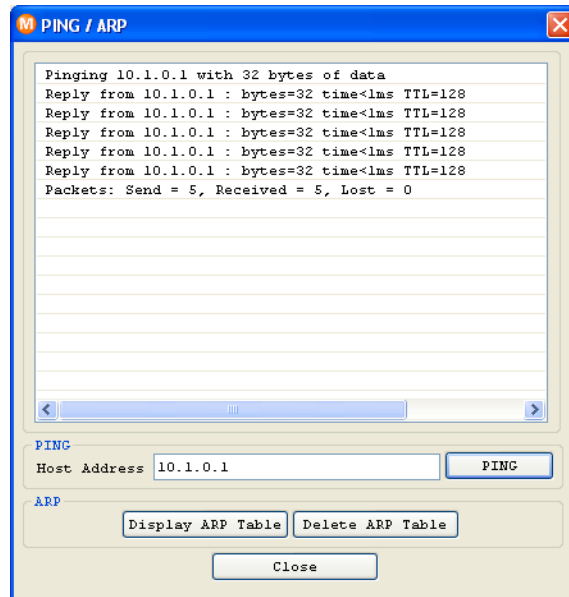 M PING / ARP
Pinging 10.1.0.1 with 32 bytes of data
Reply from 10.1.0.1 : bytes=32 time<1ms TTL=128
Reply from 10.1.0.1 : bytes=32 time<1ms TTL=128
Reply from 10.1.0.1 : bytes=32 time<1ms TTL=128
Reply from 10.1.0.1 : bytes=32 time<1ms TTL=128
Reply from 10.1.0.1 : bytes=32 time<1ms TTL=128
Packets: Send = 5, Received = 5, Lost = 0
PING
Host Address 10.1.0.1 PING
ARP
Display ARP Table Delete ARP Table
Close